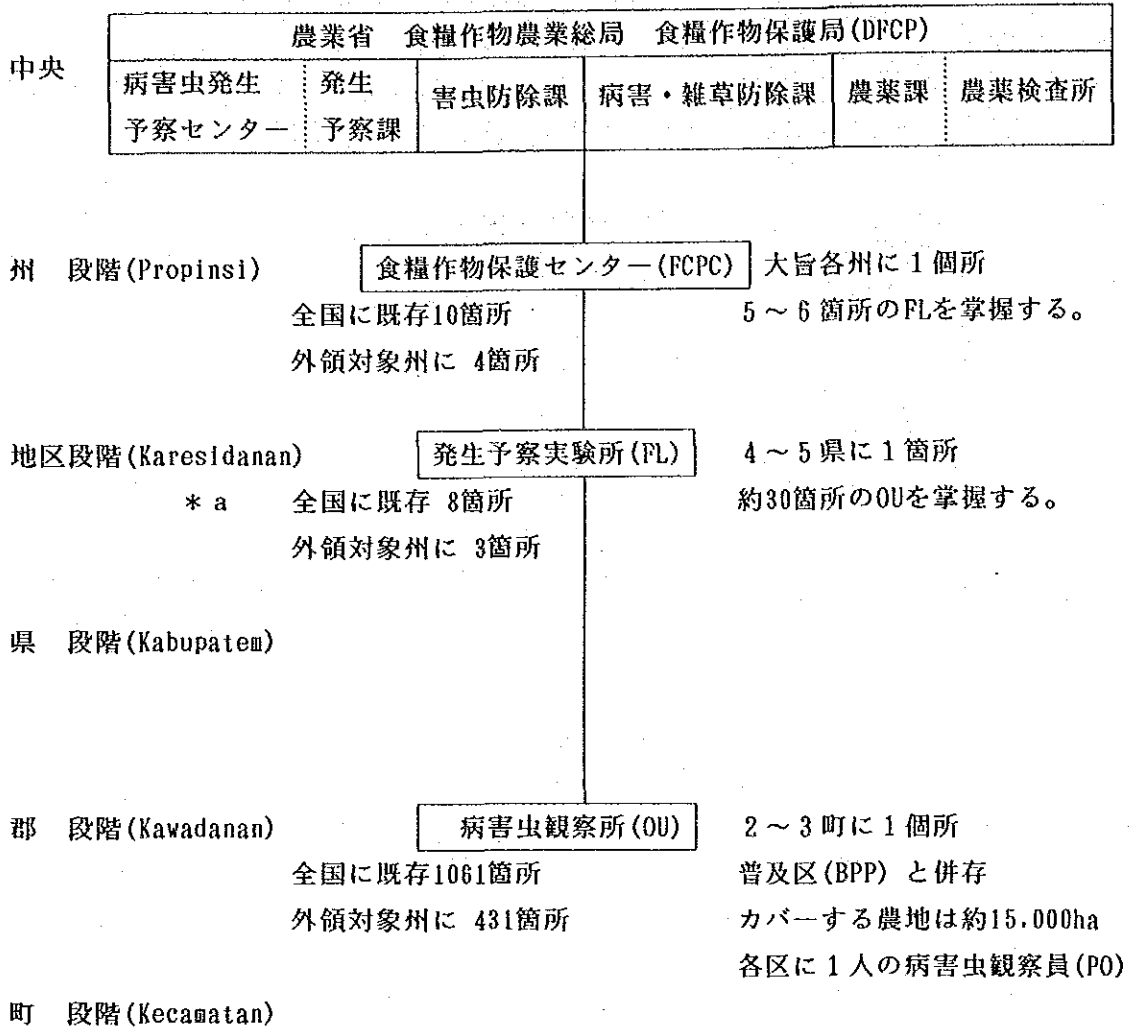 農業省 食糧作物農業総局 食糧作物保護局(DFCP)
中央
病害虫発生予察センター
発生予察課
害虫防除課
病害・雑草防除課
農薬課
農薬検査所
州 段階(Propinsi)
食糧作物保護センター(FCPC)
大旨各州に1個所
全国に既存10箇所
5～6箇所のFLを掌握する。
外領対象州に 4箇所
地区段階(Karesidanan)
発生予察実験所(FL)
4～5県に1箇所
*a
全国に既存 8箇所
約30箇所のOUを掌握する。
外領対象州に 3箇所
県 段階(Kabupatem)
郡 段階(Kawadanan)
病害虫観察所(OU)
2～3町に1個所
全国に既存1061箇所
普及区(BPP) と併存
外領対象州に 431箇所
カバーする農地は約15,000ha
各区に1人の病害虫観察員(PO)
町 段階(Kecamatan)